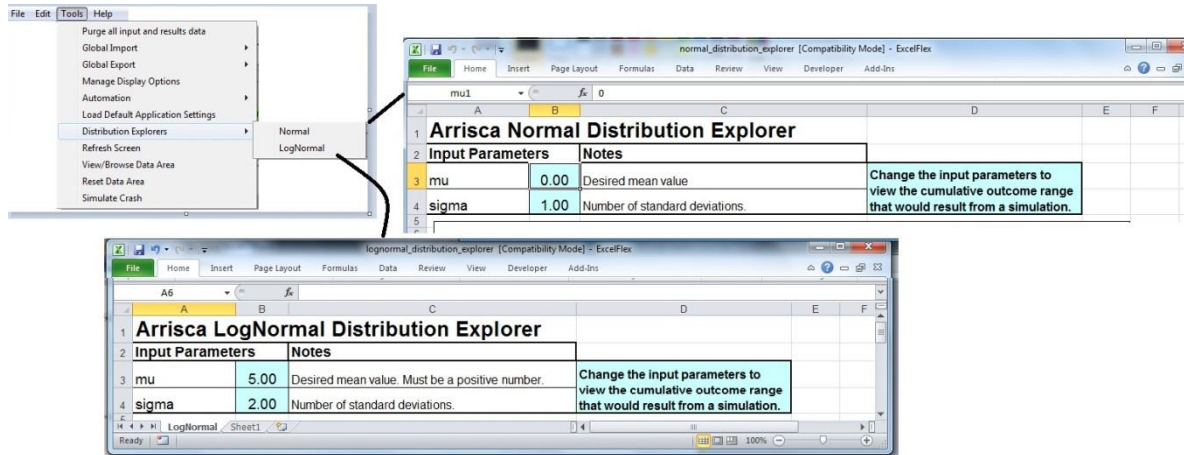 File Edit Tools Help
Purge all input and results data
Global Import
Global Export
Manage Display Options
Automation
Load Default Application Settings
Distribution Explorers
Normal
LogNormal
Refresh Screen
View/Browse Data Area
Reset Data Area
Simulate Crash
normal_distribution_explorer [Compatibility Mode] - ExcelFlex
File Home Insert Page Layout Formulas Data Review View Developer Add-Ins
mu1 fx 0
A B C D E F
1 Arrisca Normal Distribution Explorer
2 Input Parameters Notes
3 mu 0.00 Desired mean value
4 sigma 1.00 Number of standard deviations.
Change the input parameters to
view the cumulative outcome range
that would result from a simulation.
5
lognormal_distribution_explorer [Compatibility Mode] - ExcelFlex
File Home Insert Page Layout Formulas Data Review View Developer Add-Ins
A6 fx
A B C D E F
1 Arrisca LogNormal Distribution Explorer
2 Input Parameters Notes
3 mu 5.00 Desired mean value. Must be a positive number.
4 sigma 2.00 Number of standard deviations.
Change the input parameters to
view the cumulative outcome range
that would result from a simulation.
LogNormal Sheet1
Ready 100%